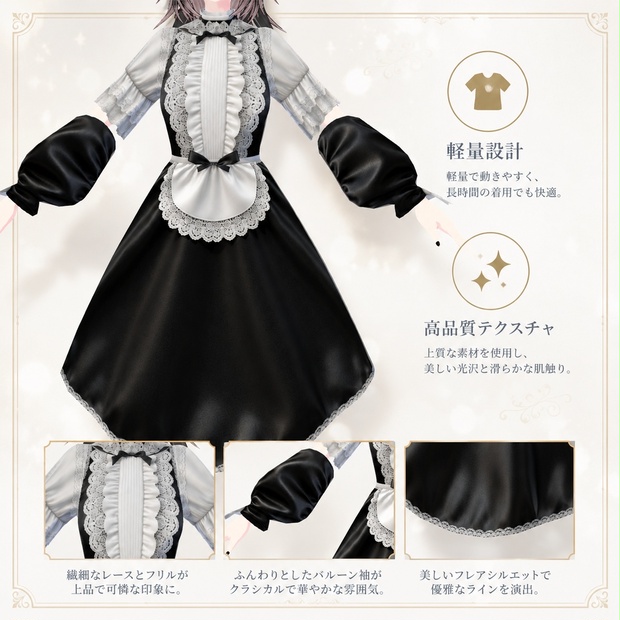 軽量設計
軽量で動きやすく、
長時間の着用でも快適。
高品質テクスチャ
上質な素材を使用し、
美しい光沢と滑らかな肌触り。
繊細なレースとフリルが
上品で可憐な印象に。
ふんわりとしたバルーン袖が
クラシカルで華やかな雰囲気。
美しいフレアシルエットで
優雅なラインを演出。